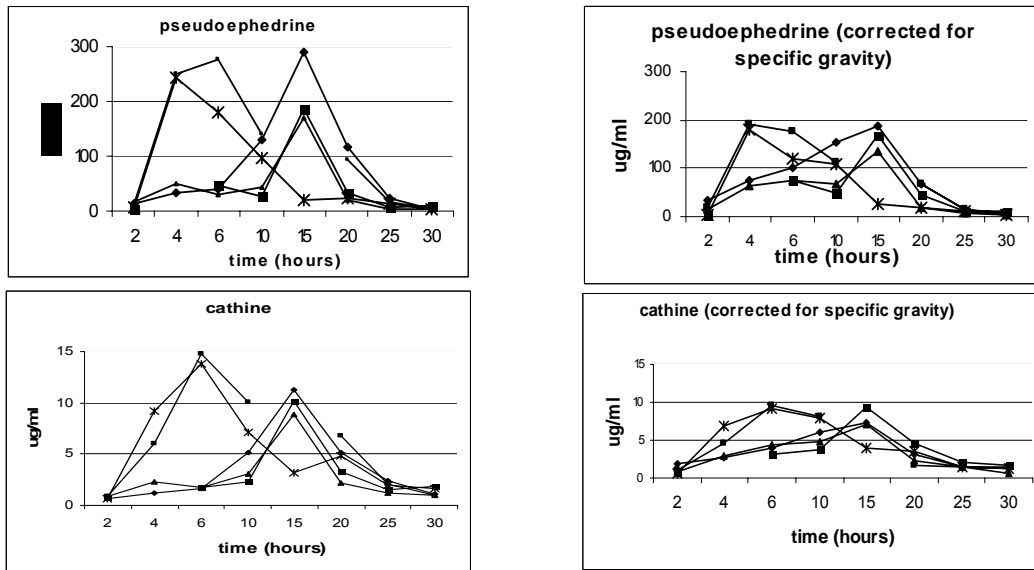 pseudoephedrine
300
200
100
0
2 4 6 10 15 20 25 30
time (hours)
pseudoephedrine (corrected for
specific gravity)
ug/ml
300
200
100
0
2 4 6 10 15 20 25 30
time (hours)
cathine
ug/ml
15
10
5
0
2 4 6 10 15 20 25 30
time (hours)
cathine (corrected for specific gravity)
ug/ml
15
10
5
0
2 4 6 10 15 20 25 30
time (hours)